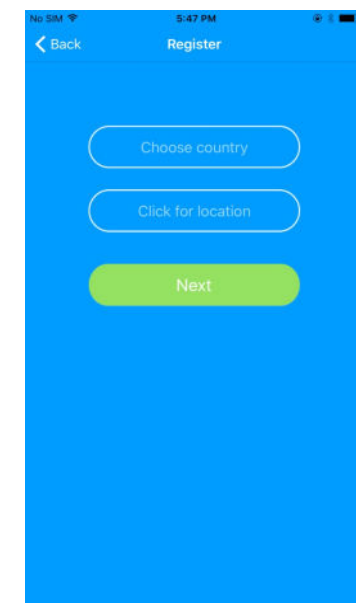 No SIM 5:47 PM
Back Register
Choose country
Click for location
Next